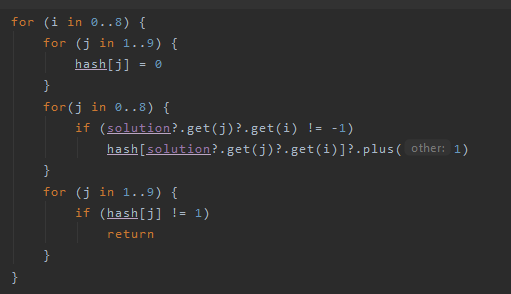 for (i in 0..8) {
    for (j in 1..9) {
        hash[j] = 0
    }
    for(j in 0..8) {
        if (solution?.get(j)?.get(i) != -1)
            hash[solution?.get(j)?.get(i)]?.plus( other: 1)
    }
    for (j in 1..9) {
        if (hash[j] != 1)
            return
    }
}